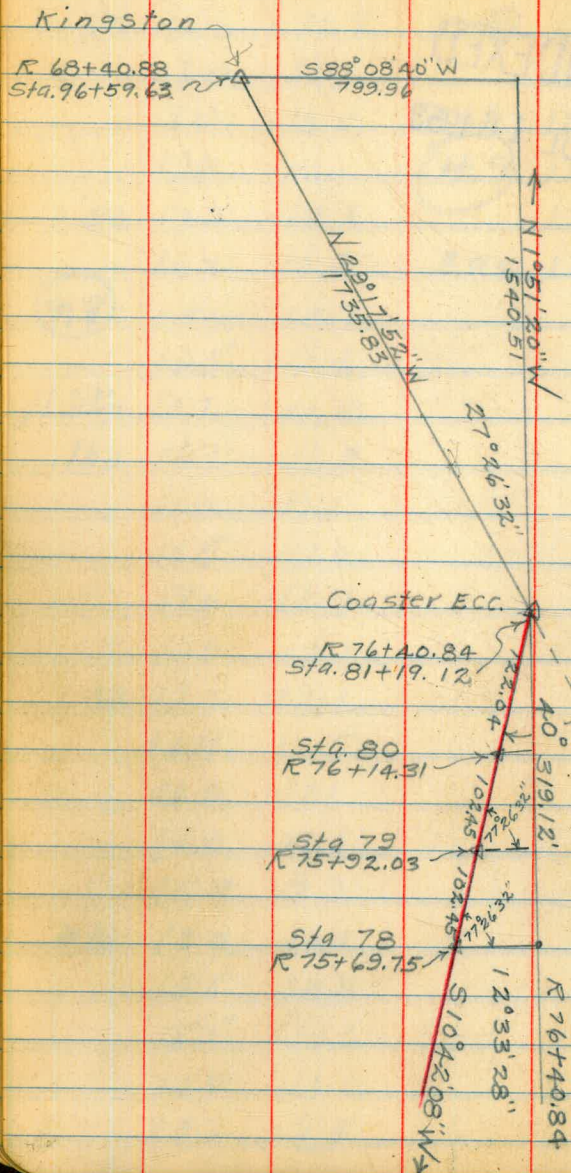 Kingston
R 68+40.88
Sta. 96+59.63
S88°08'40"W
799.96
← N 1°51'20"W
1540.51
N 29°17'52"W
1735.83
27°26'32"
Coaster Ecc.
R 76+40.84
Sta. 81+19.12
122.04
40°
319.12'
Sta. 80
R 76+14.31
102.45
77°26'32"
Sta 79
R 75+92.03
102.45
77°26'32"
Sta 78
R 75+69.75
12°33'28"
S 10°42'08"W →
R 76+40.84